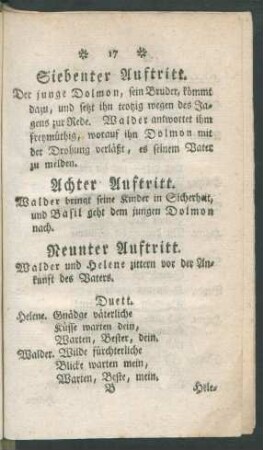 * 17 *
Siebenter Auftritt.
Der junge Dolmon, sein Bruder, kömmt
dazu, und setzt ihn trotzig wegen des Ja-
gens zur Rede. Walder antwortet ihm
freymüthig, worauf ihn Dolmon mit
der Drohung verläßt, es seinem Vater
zu melden.
Achter Auftritt.
Walder bringt seine Kinder in Sicherheit,
und Basil geht dem jungen Dolmon
nach.
Neunter Auftritt.
Walder und Helene zittern vor der An-
kunft des Vaters.
Duett.
Helene. Gnädge väterliche
Küsse warten dein,
Warten, Bester, dein.
Walder. Wilde fürchterliche
Blicke warten mein,
Warten, Beste, mein.
B Hele-